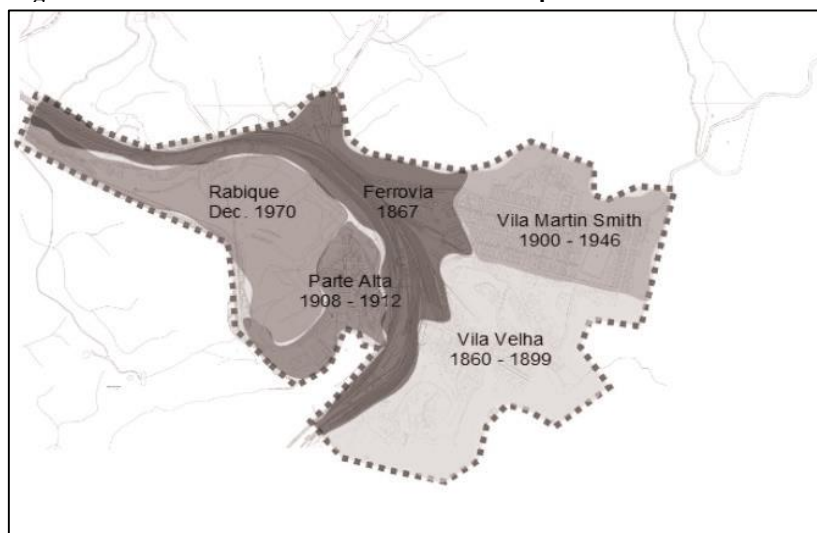 Rabique
Dec. 1970
Ferrovia
1867
Vila Martin Smith
1900 - 1946
Parte Alta
1908 - 1912
Vila Velha
1860 - 1899